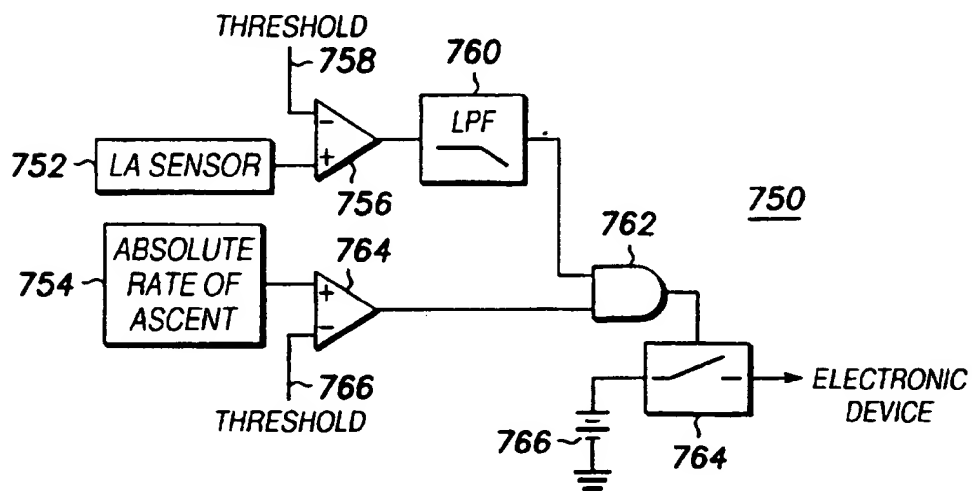 THRESHOLD
758
760
LPF
752
LA SENSOR
-
+
756
750
762
764
754
ABSOLUTE
RATE OF
ASCENT
+
-
766
THRESHOLD
ELECTRONIC
DEVICE
766
764